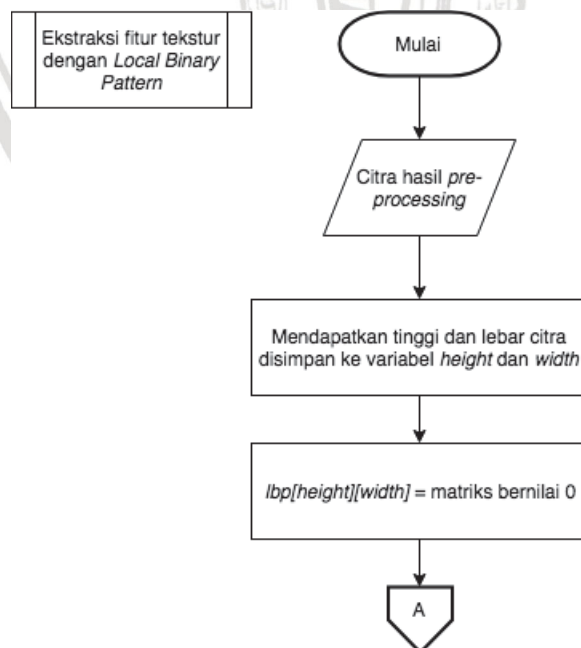 Ekstraksi fitur tekstur
dengan Local Binary
Pattern
Mulai
Citra hasil pre-
processing
Mendapatkan tinggi dan lebar citra
disimpan ke variabel height dan width
lbp[height][width] = matriks bernilai 0
A